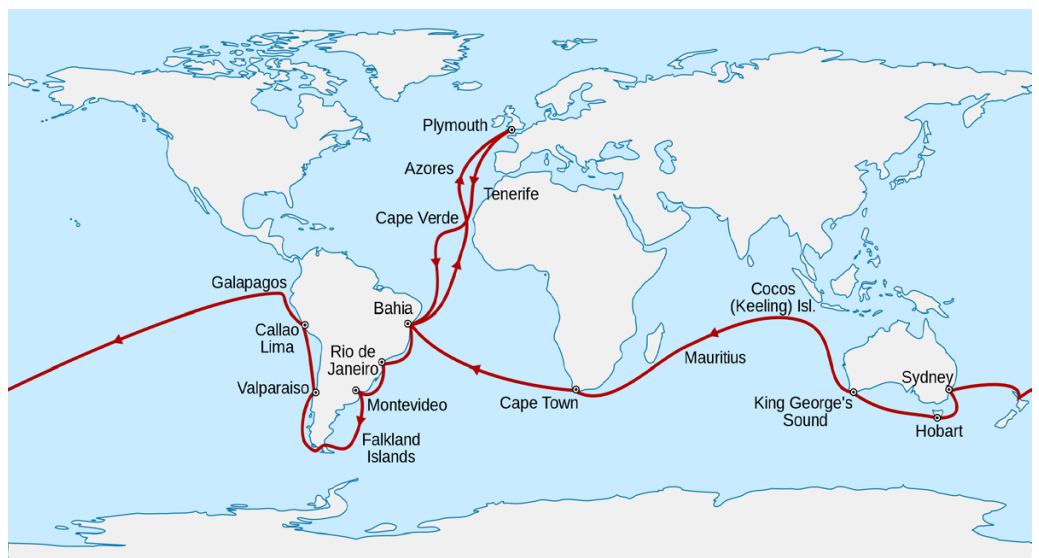 Plymouth
Azores
Tenerife
Cape Verde
Galapagos
Bahia
Callao
Lima
Rio de
Janeiro
Valparaiso
Montevideo
Falkland
Islands
Cape Town
Mauritius
Cocos
(Keeling) Isl.
Sydney
King George's
Sound
Hobart